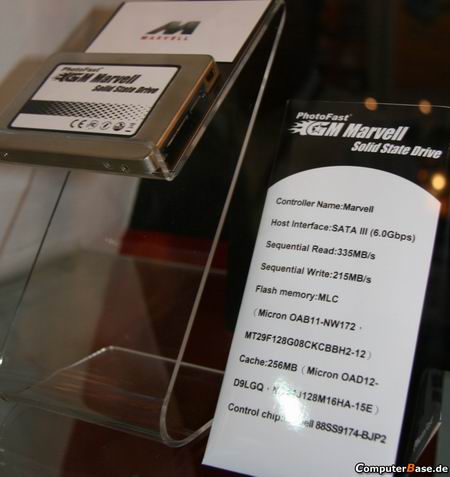 MARVELL
PhotoFast
GM Marvell
Solid State Drive
PhotoFast
GM Marvell
Solid State Drive
Controller Name:Marvell
Host Interface:SATA III (6.0Gbps)
Sequential Read:335MB/s
Sequential Write:215MB/s
Flash memory:MLC
(Micron OAB11-NW172,
MT29F128G08CKCBBH2-12)
Cache:256MB (Micron OAD12-
D9LGQ,
Control chip: 88SS9174-BJP2
ComputerBase.de